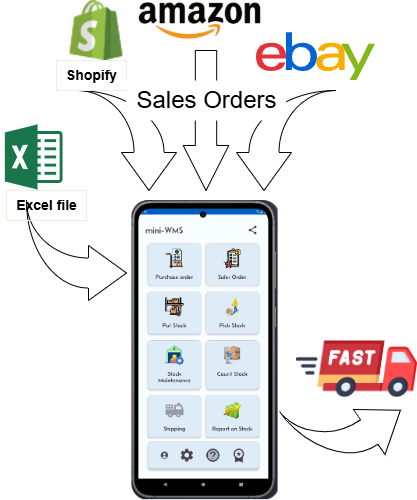 amazon
Shopify
ebay
Sales Orders
Excel file
mini-WMS
Purchase order
Sales Order
Put Stock
Pick Stock
Stock
Maintenance
Count Stock
Shipping
Report on Stock
FAST